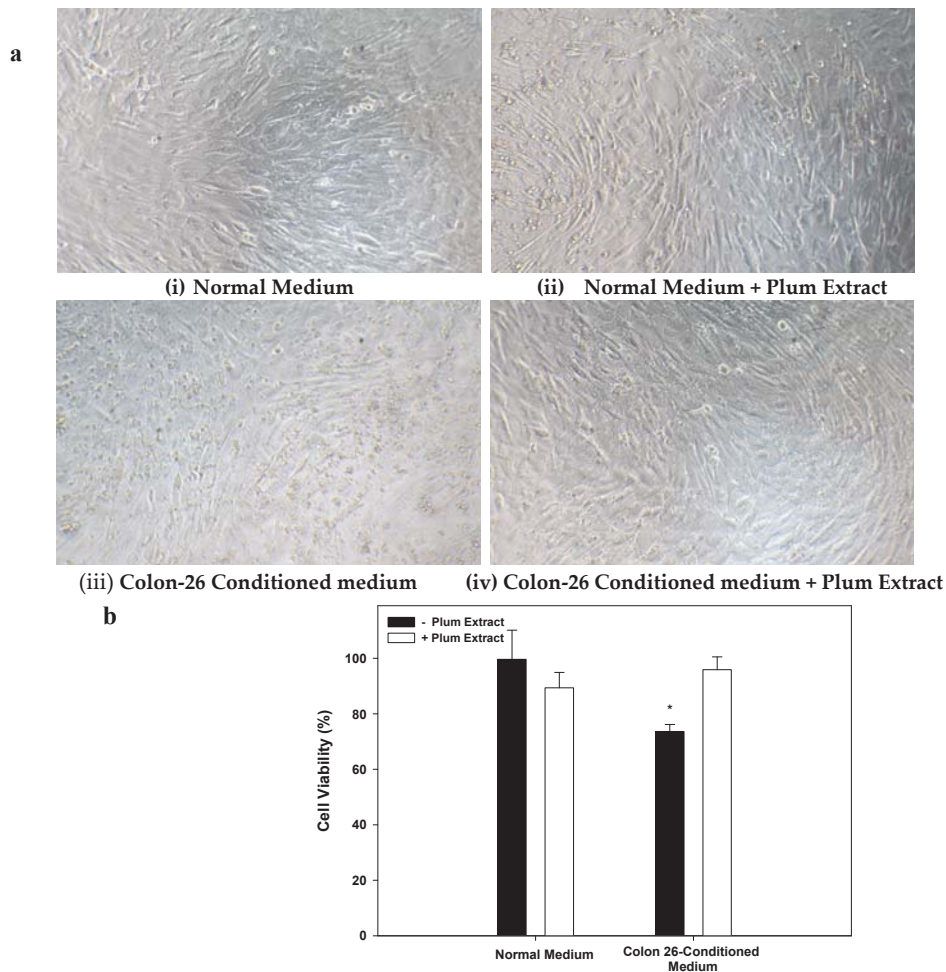 a
(i) Normal Medium
(ii) Normal Medium + Plum Extract
(iii) Colon-26 Conditioned medium
(iv) Colon-26 Conditioned medium + Plum Extract
b
- Plum Extract
+ Plum Extract
Cell Viability (%)
100
80
60
40
20
0
*
Normal Medium
Colon 26-Conditioned
Medium